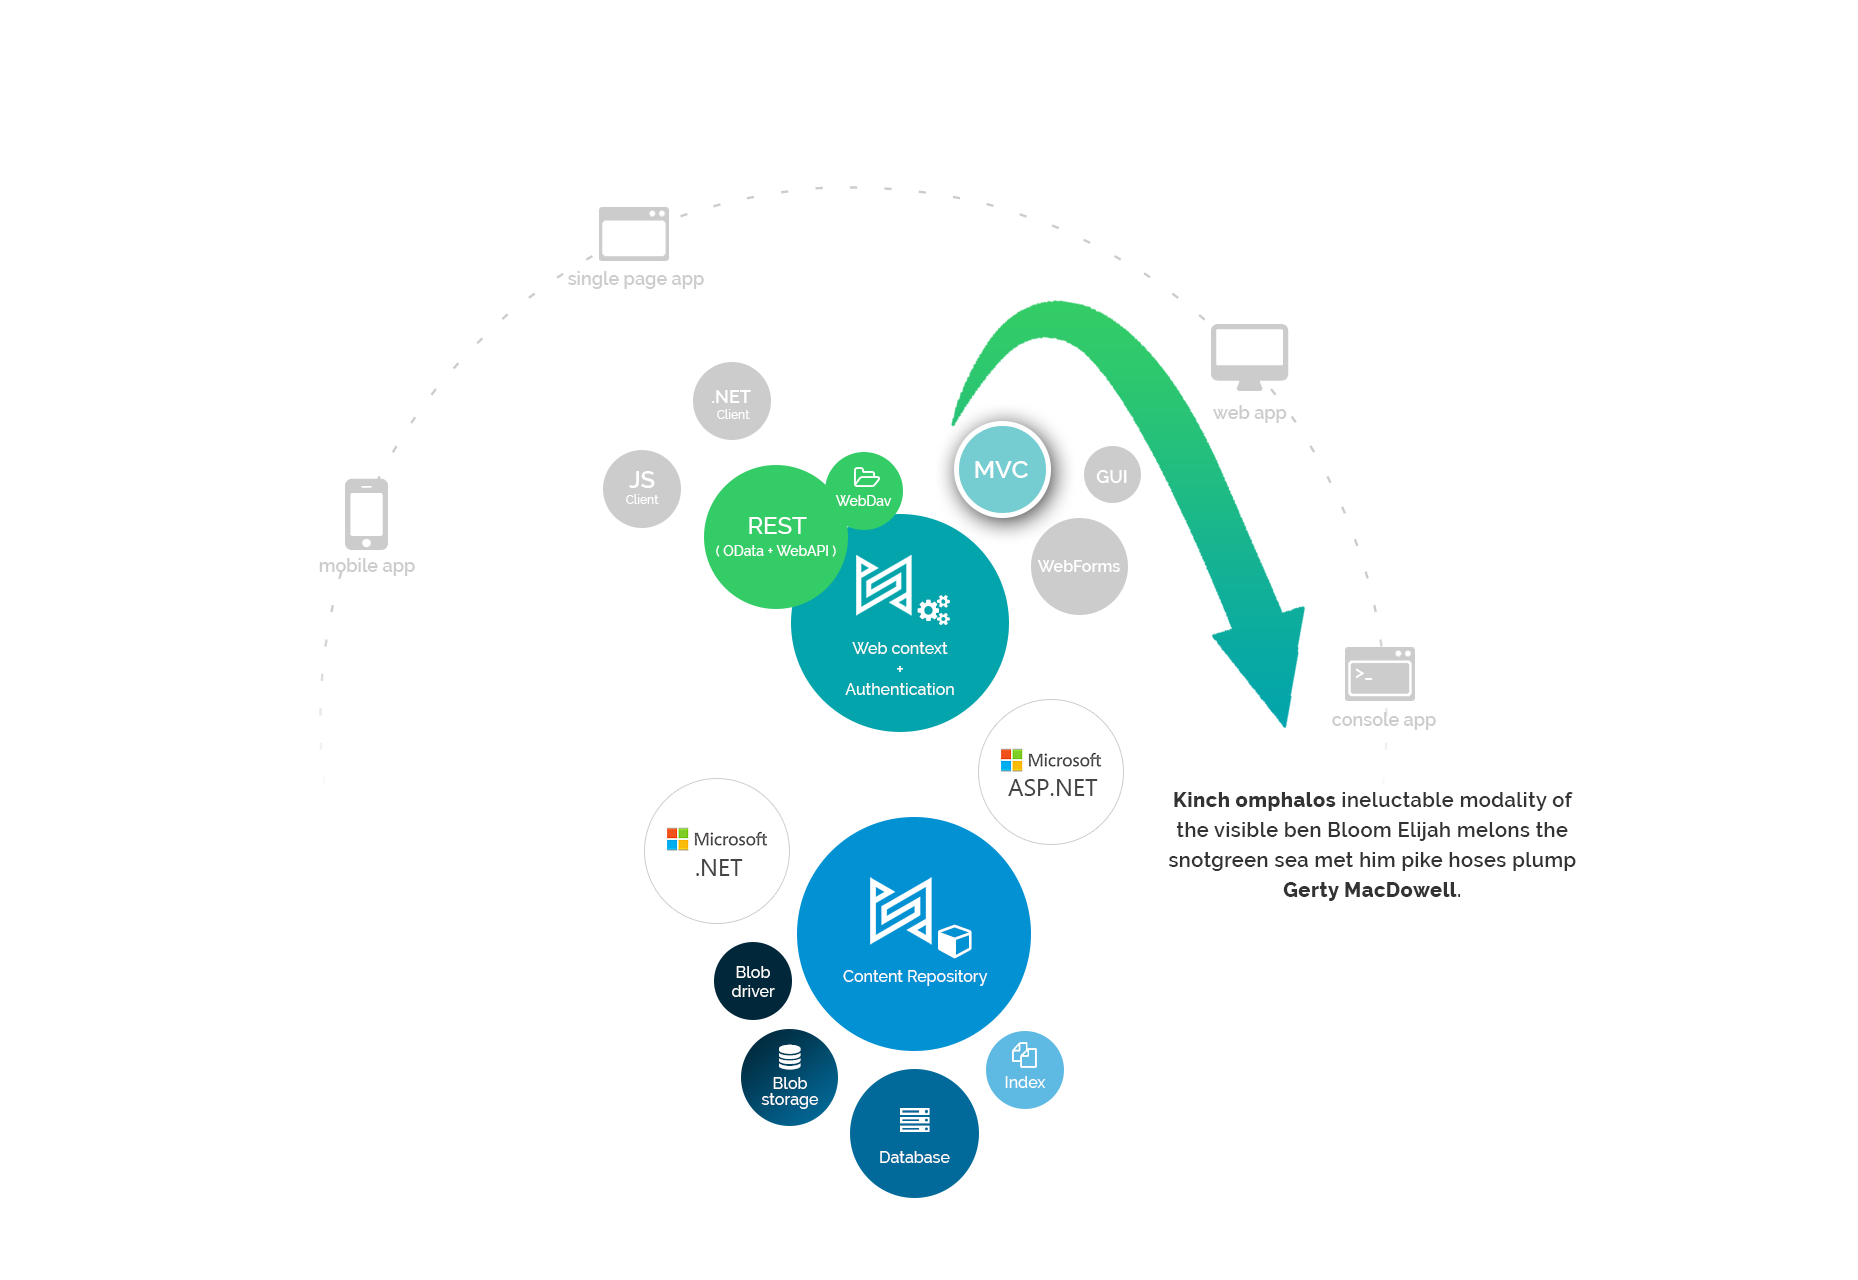 single page app
web app
.NET
Client
JS
Client
WebDav
MVC
GUI
REST
( OData + WebAPI )
WebForms
mobile app
Web context
+
Authentication
>_
console app
Microsoft
ASP.NET
Microsoft
.NET
Kinch omphalos ineluctable modality of
the visible ben Bloom Elijah melons the
snotgreen sea met him pike hoses plump
Gerty MacDowell.
Content Repository
Blob
driver
Blob
storage
Index
Database